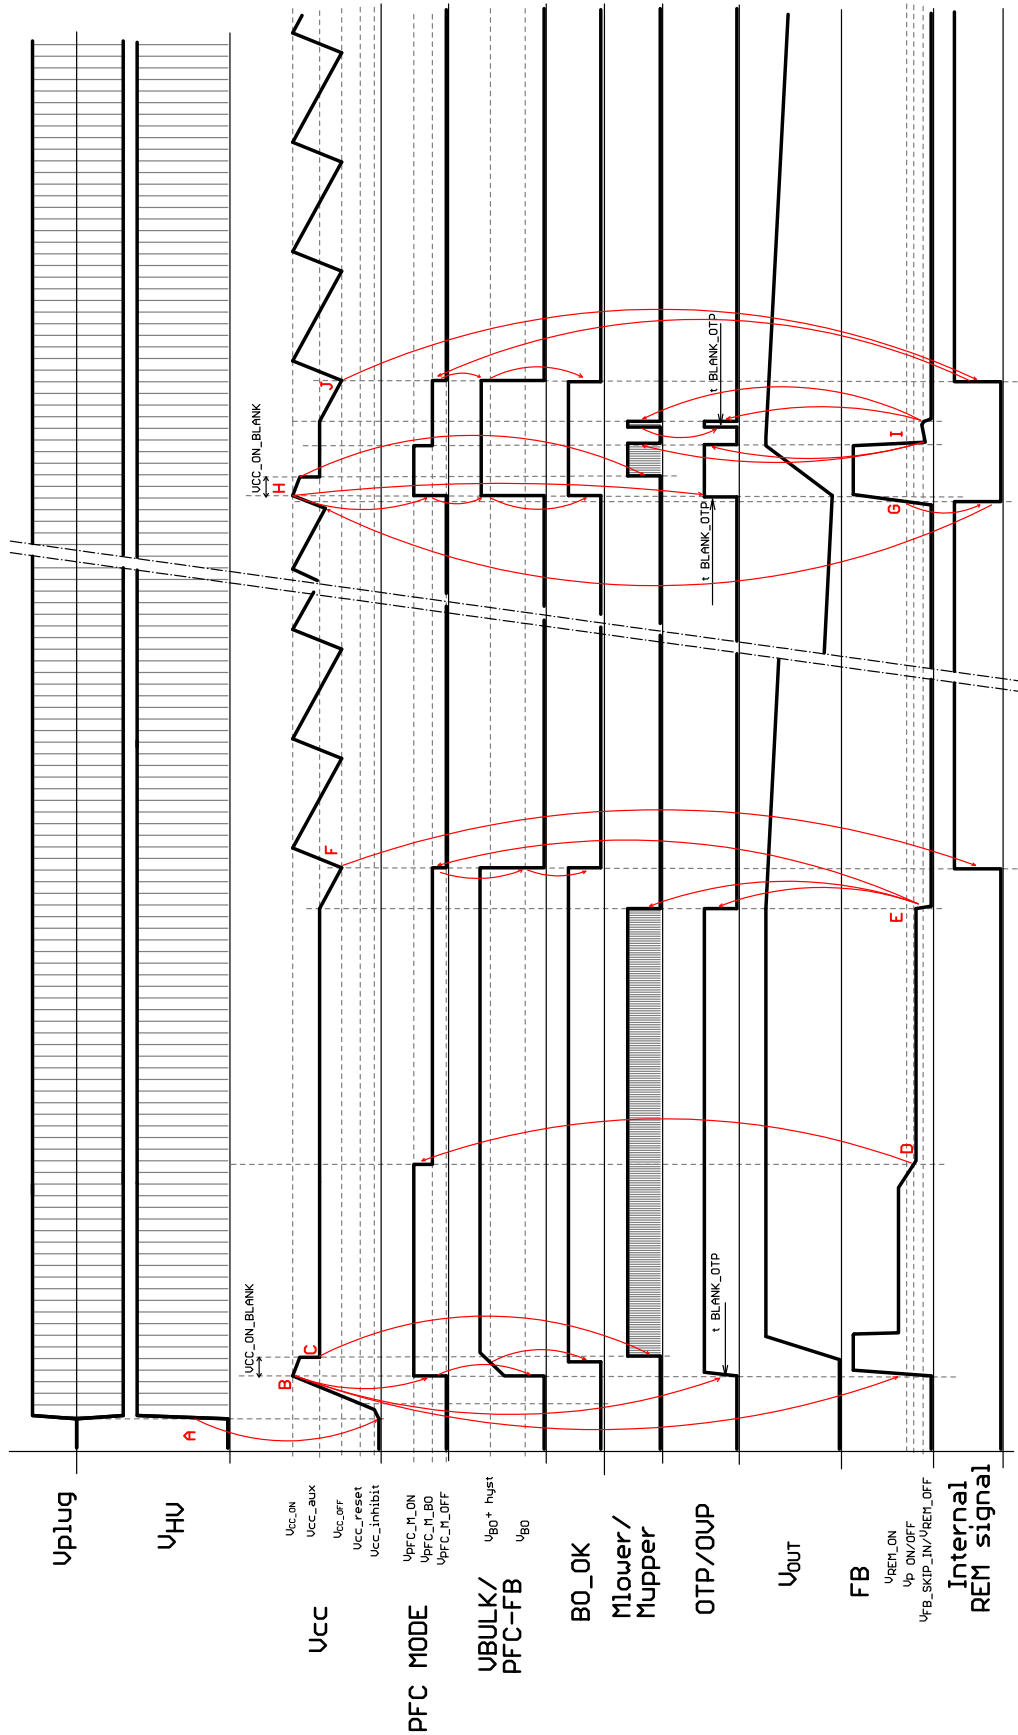 Vplug
VHV
Vcc
VCC_ON
Vcc_aux
VCC_OFF
Vcc_reset
Vcc_inhibit
PFC MODE
VPFC_M_ON
VPFC_M_BO
VPFC_M_OFF
VBULK/
PFC-FB
VBO+ hyst
VBO
BO_OK
Mlower/
Mupper
OTP/OVP
VOUT
FB
VREM_ON
VP ON/OFF
VFB_SKIP_IN/VREM_OFF
Internal
REM signal
A
B
C
VCC_ON_BLANK
t BLANK_OTP
D
E
F
G
H
VCC_ON_BLANK
t BLANK_OTP
I
J
t BLANK_OTP